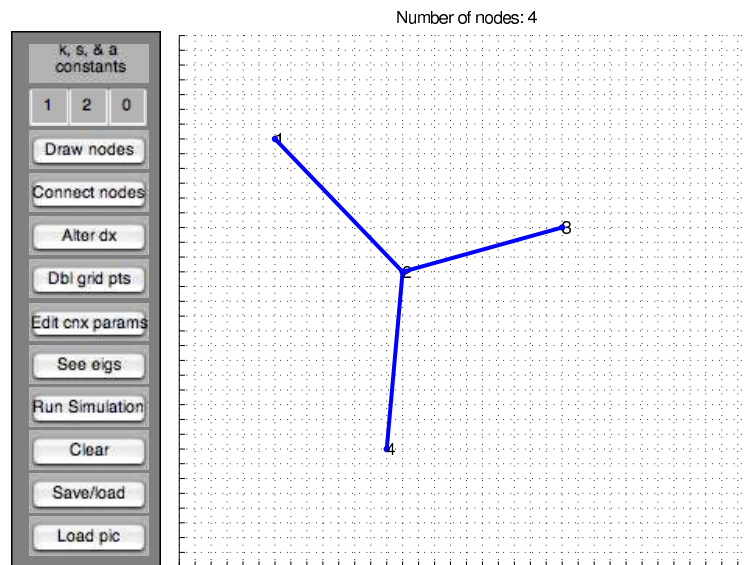 Number of nodes: 4
k, s, & a
constants
1 2 0
Draw nodes
Connect nodes
Alter dx
Dbl grid pts
Edit cnx params
See eigs
Run Simulation
Clear
Save/load
Load pic
1
3
2
4